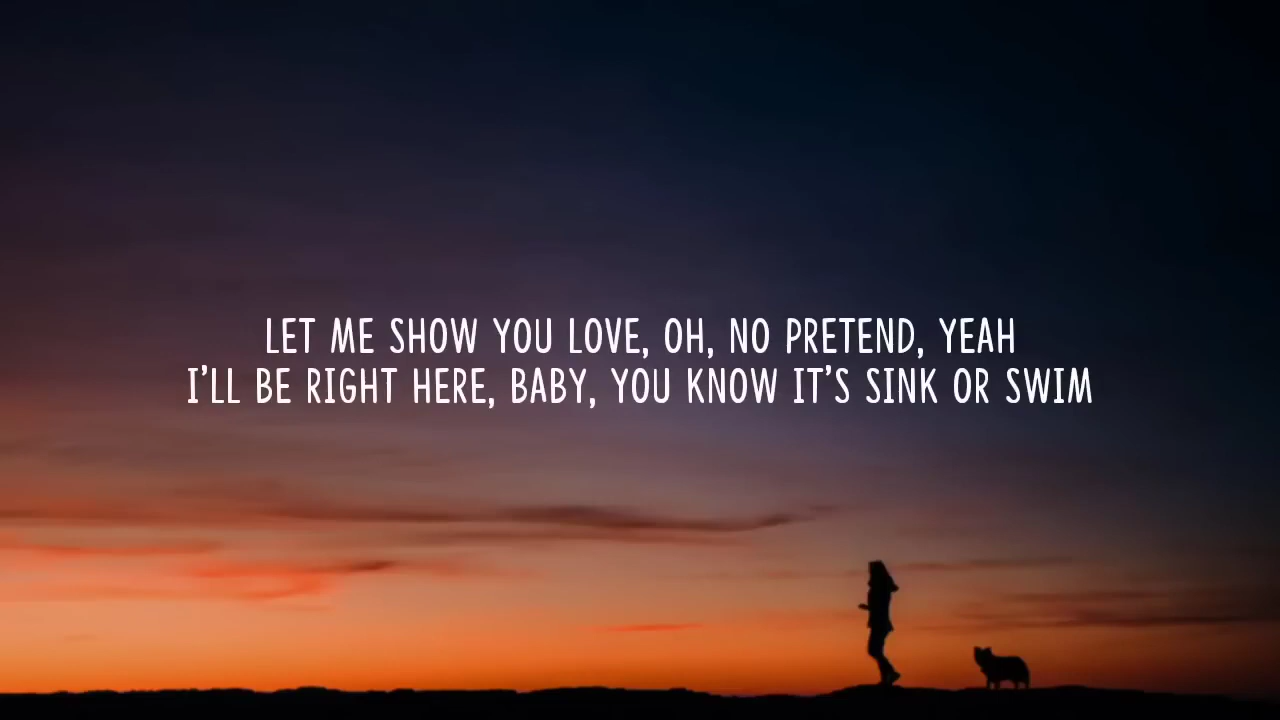 LET ME SHOW YOU LOVE, OH, NO PRETEND, YEAH
I'LL BE RIGHT HERE, BABY, YOU KNOW IT'S SINK OR SWIM